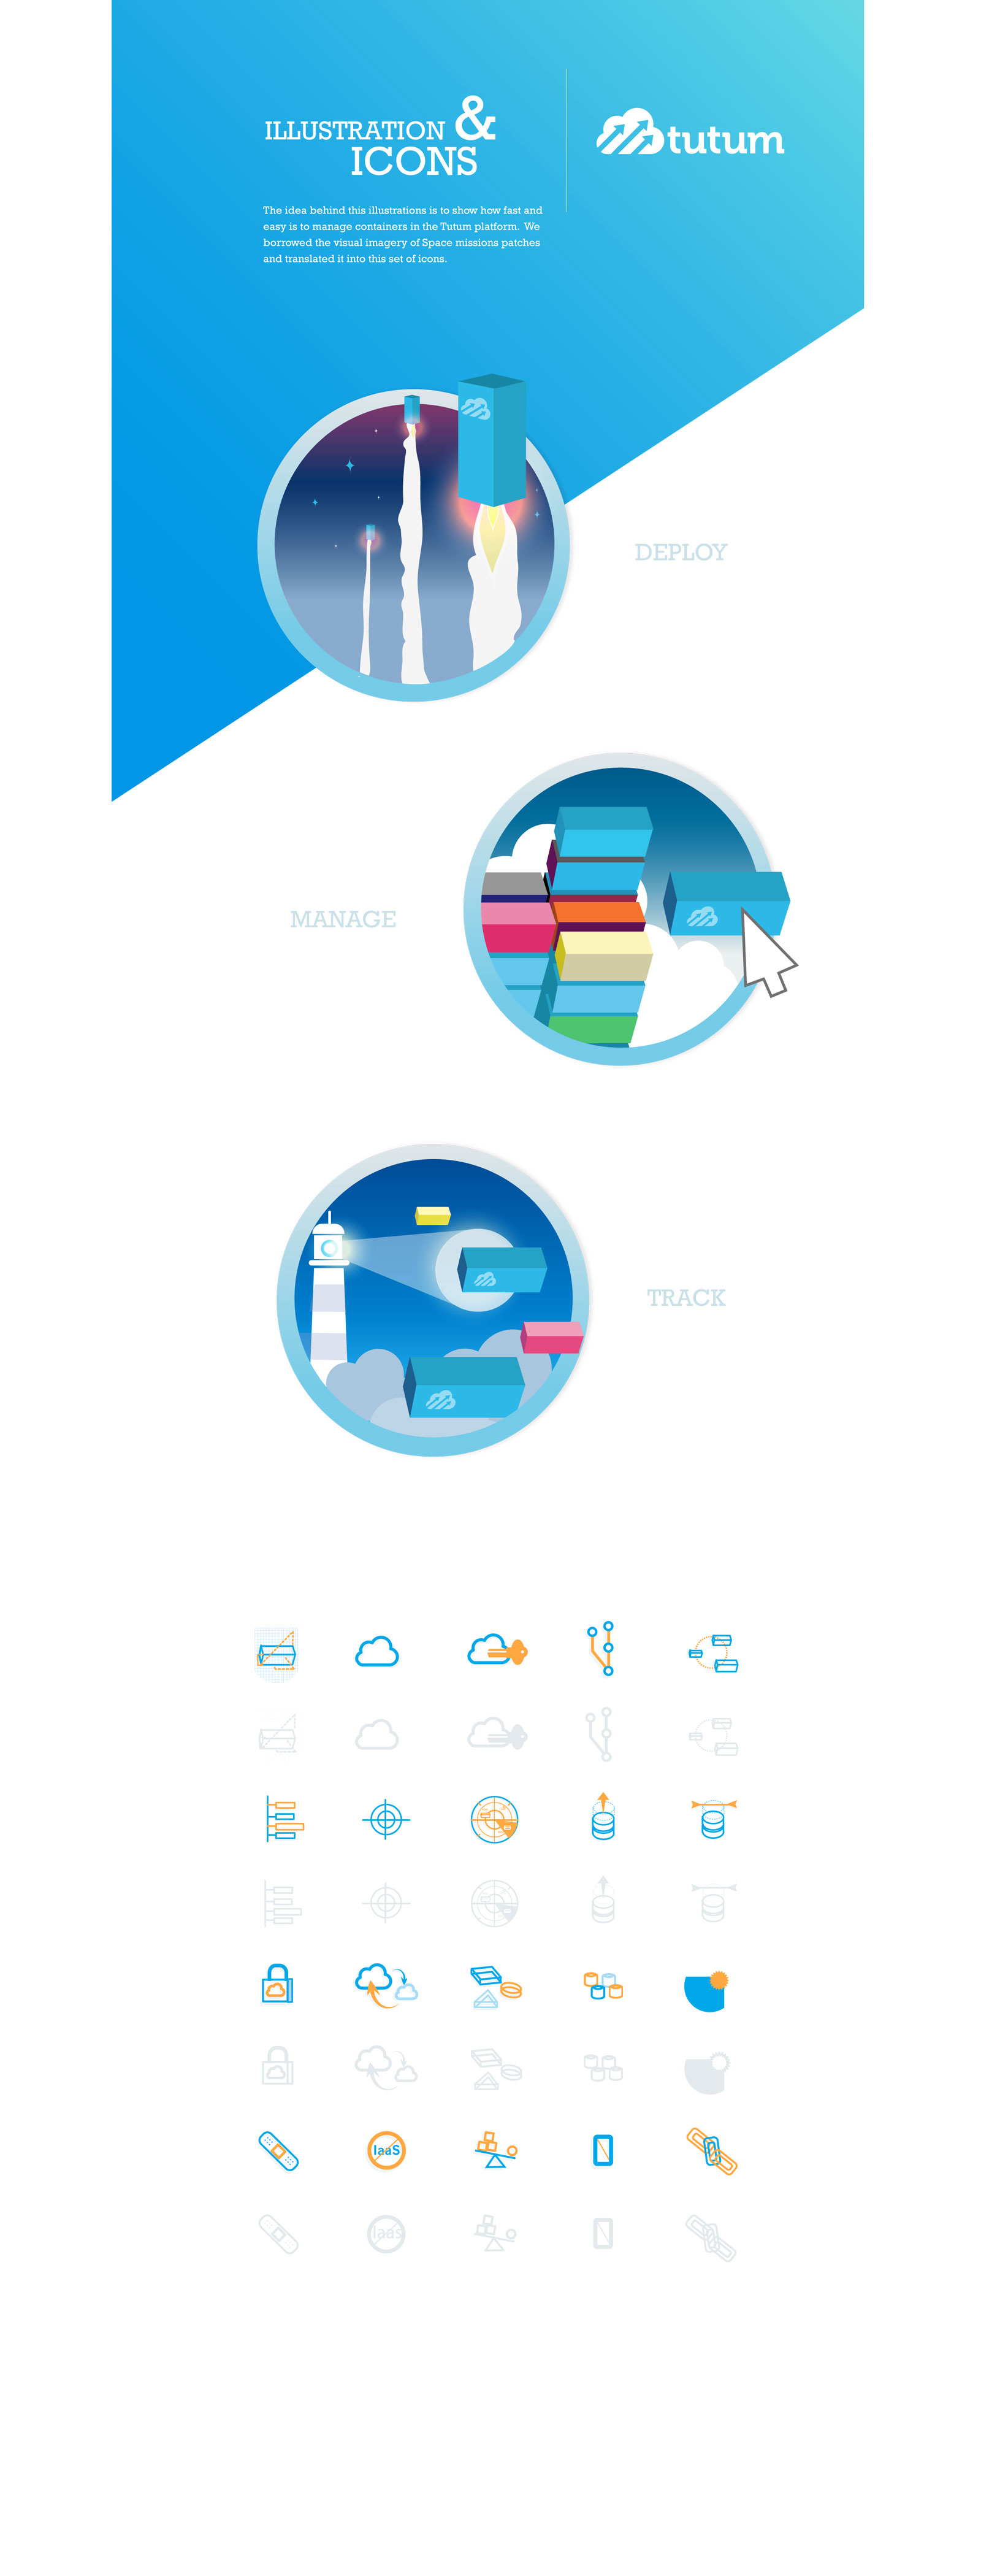 ILLUSTRATION &
ICONS
tutum
The idea behind this illustrations is to show how fast and
easy is to manage containers in the Tutum platform. We
borrowed the visual imagery of Space missions patches
and translated it into this set of icons.
DEPLOY
MANAGE
TRACK
IaaS
Iaas